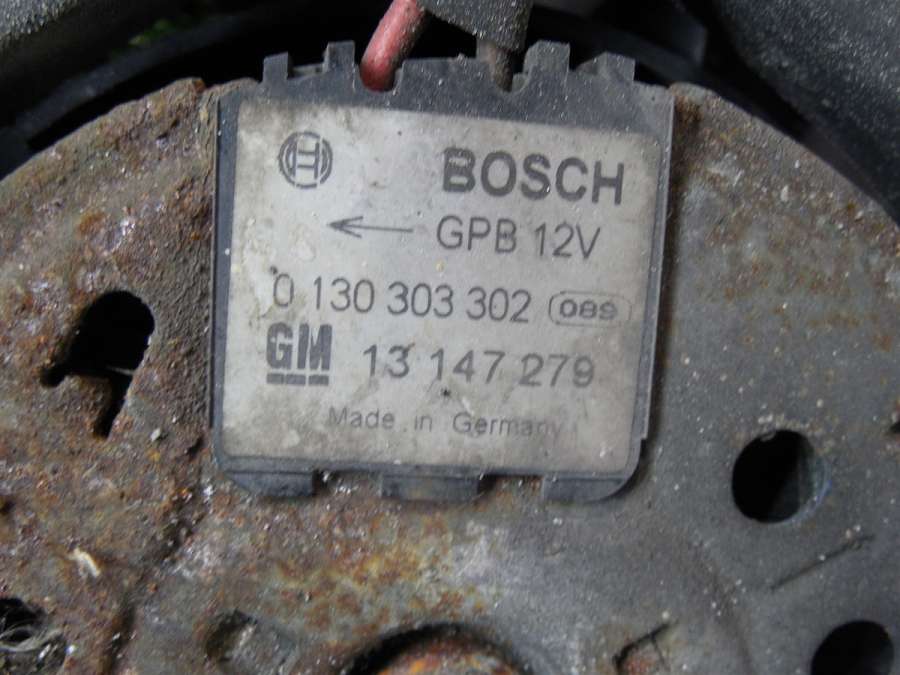 BOSCH
GPB 12V
0 130 303 302 089
GM 13 147 279
Made in Germany